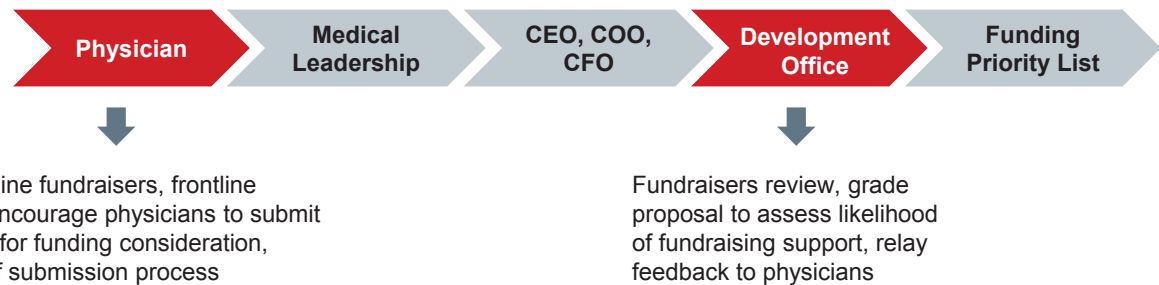 Physician
Medical
Leadership
CEO, COO,
CFO
Development
Office
Funding
Priority List
ine fundraisers, frontline
ncourage physicians to submit
for funding consideration,
submission process
Fundraisers review, grade
proposal to assess likelihood
of fundraising support, relay
feedback to physicians